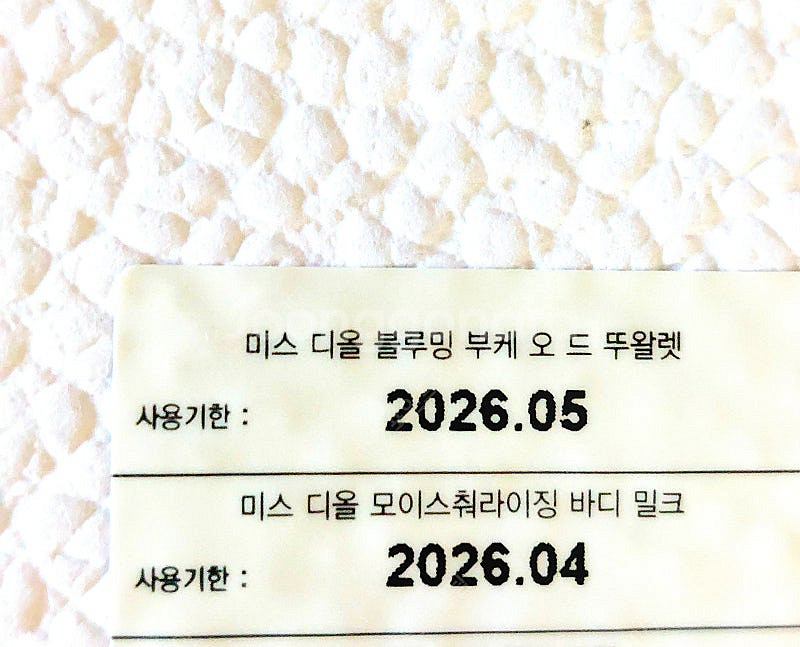 미스 디올 블루밍 부케 오 드 뚜왈렛
사용기한 : 2026.05
미스 디올 모이스춰라이징 바디 밀크
사용기한 : 2026.04